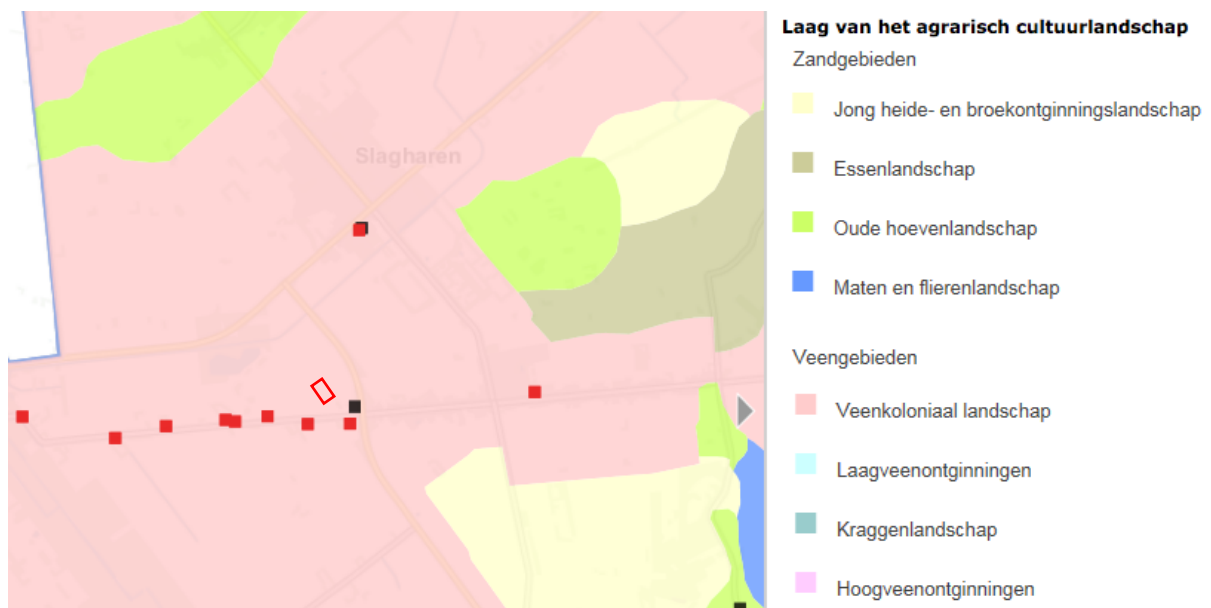 Slagharen
Laag van het agrarisch cultuurlandschap
Zandgebieden
Jong heide- en broekontginningslandschap
Essenlandschap
Oude hoevenlandschap
Maten en flierenlandschap
Veengebieden
Veenkoloniaal landschap
Laagveenontginningen
Kraggenlandschap
Hoogveenontginningen